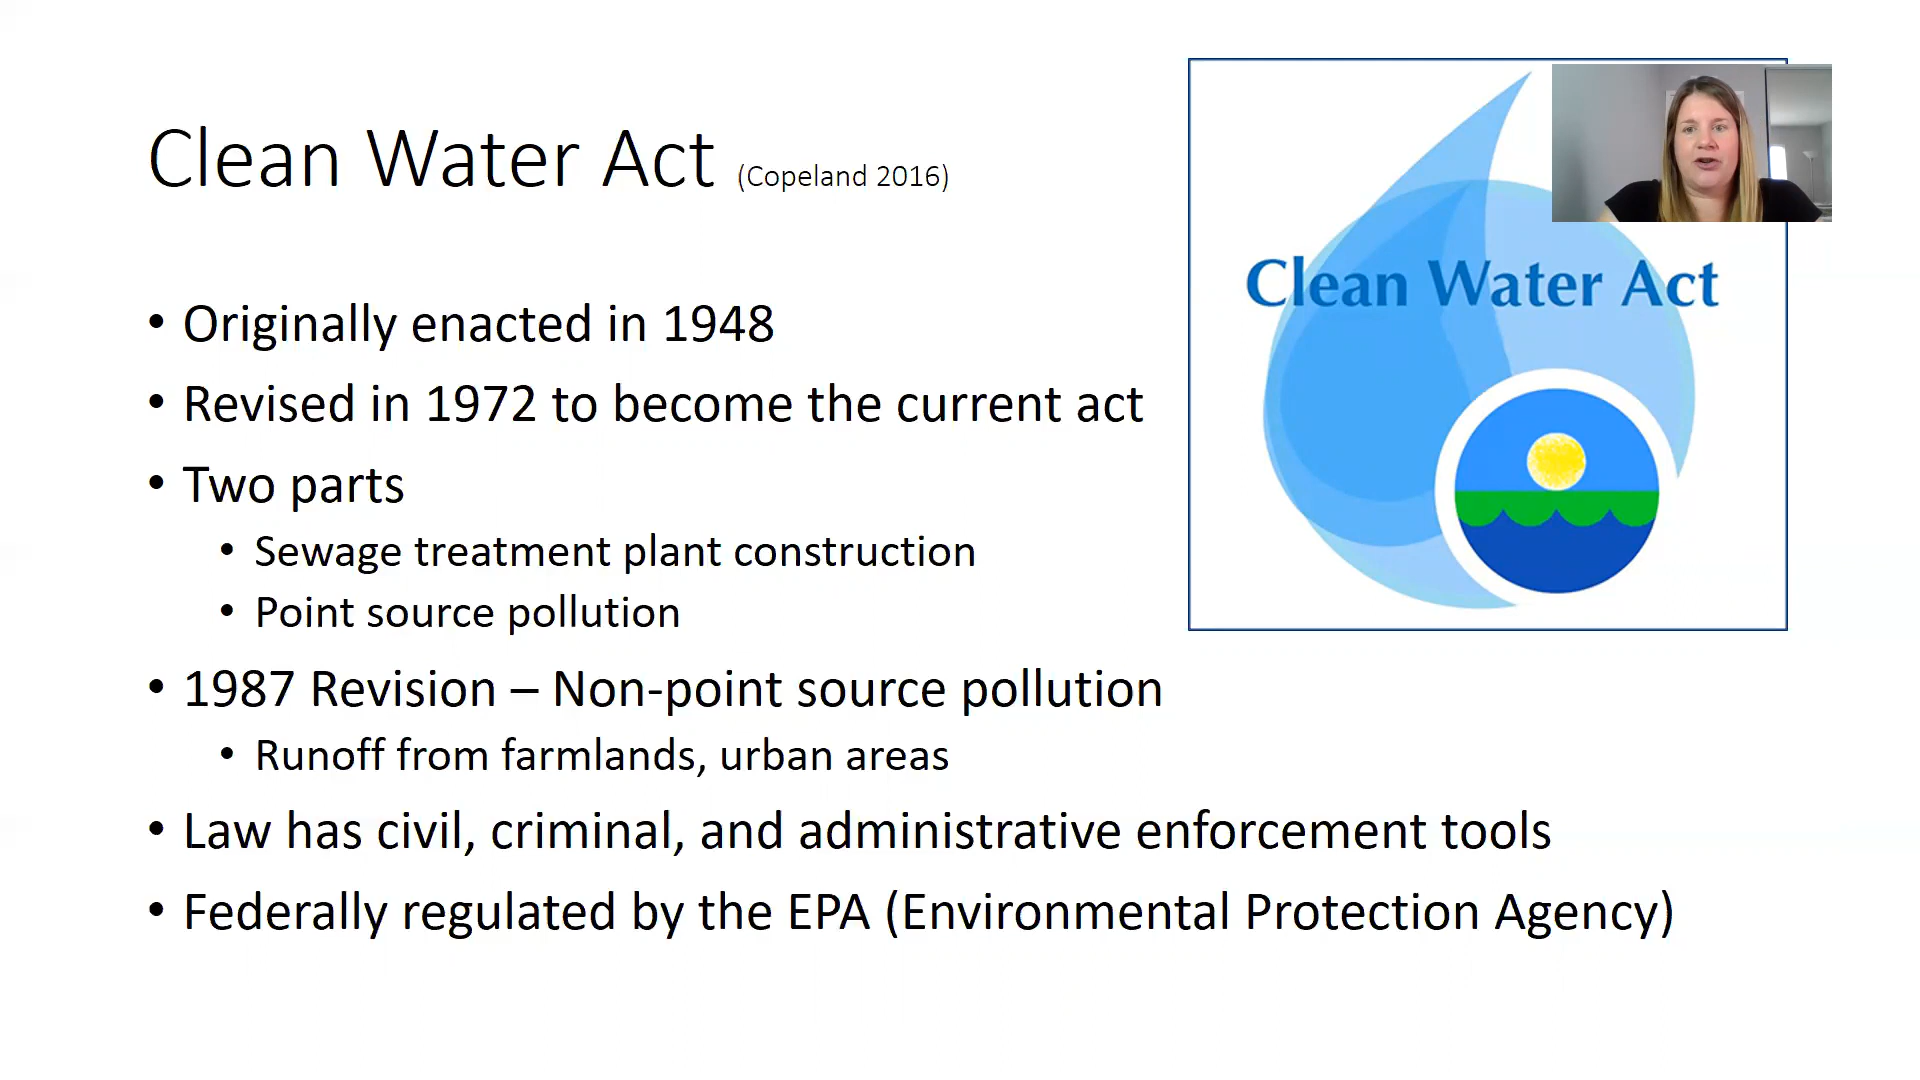 Clean Water Act (Copeland 2016)
Clean Water Act
• Originally enacted in 1948
• Revised in 1972 to become the current act
• Two parts
• Sewage treatment plant construction
• Point source pollution
• 1987 Revision – Non-point source pollution
• Runoff from farmlands, urban areas
• Law has civil, criminal, and administrative enforcement tools
• Federally regulated by the EPA (Environmental Protection Agency)